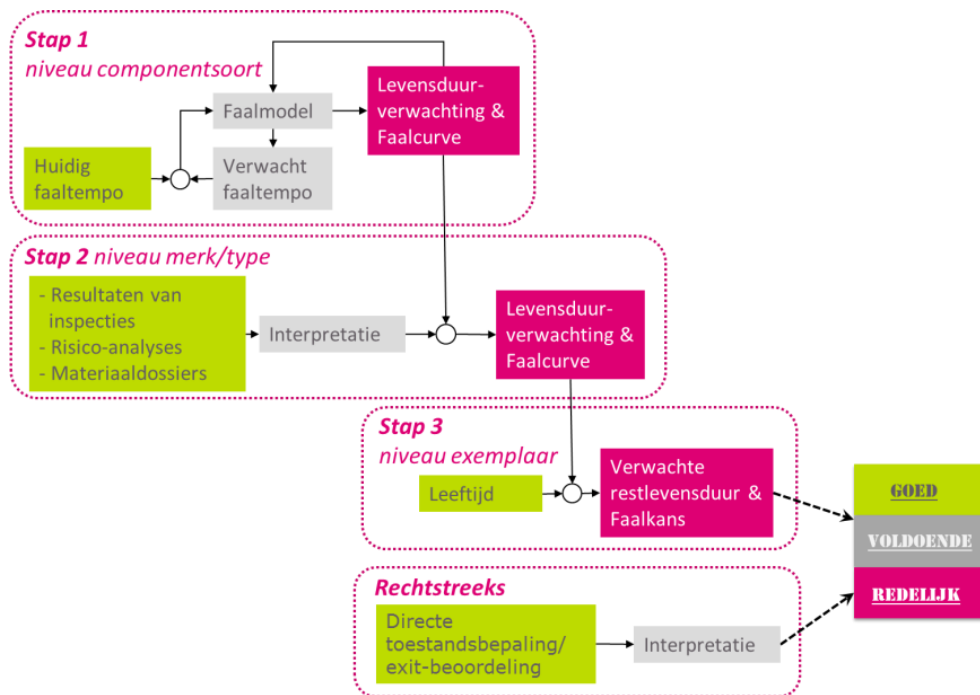 Stap 1
niveau componentsoort
Levensduur-
verwachting &
Faalcurve
Faalmodel
Huidig
faaltempo
Verwacht
faaltempo
Stap 2 niveau merk/type
- Resultaten van
inspecties
- Risico-analyses
- Materiaaldossiers
Interpretatie
Levensduur-
verwachting &
Faalcurve
Stap 3
niveau exemplaar
Leeftijd
Verwachte
restlevensduur &
Faalkans
GOED
VOLDOENDE
REDELIJK
Rechtstreeks
Directe
toestandsbepaling/
exit-beoordeling
Interpretatie